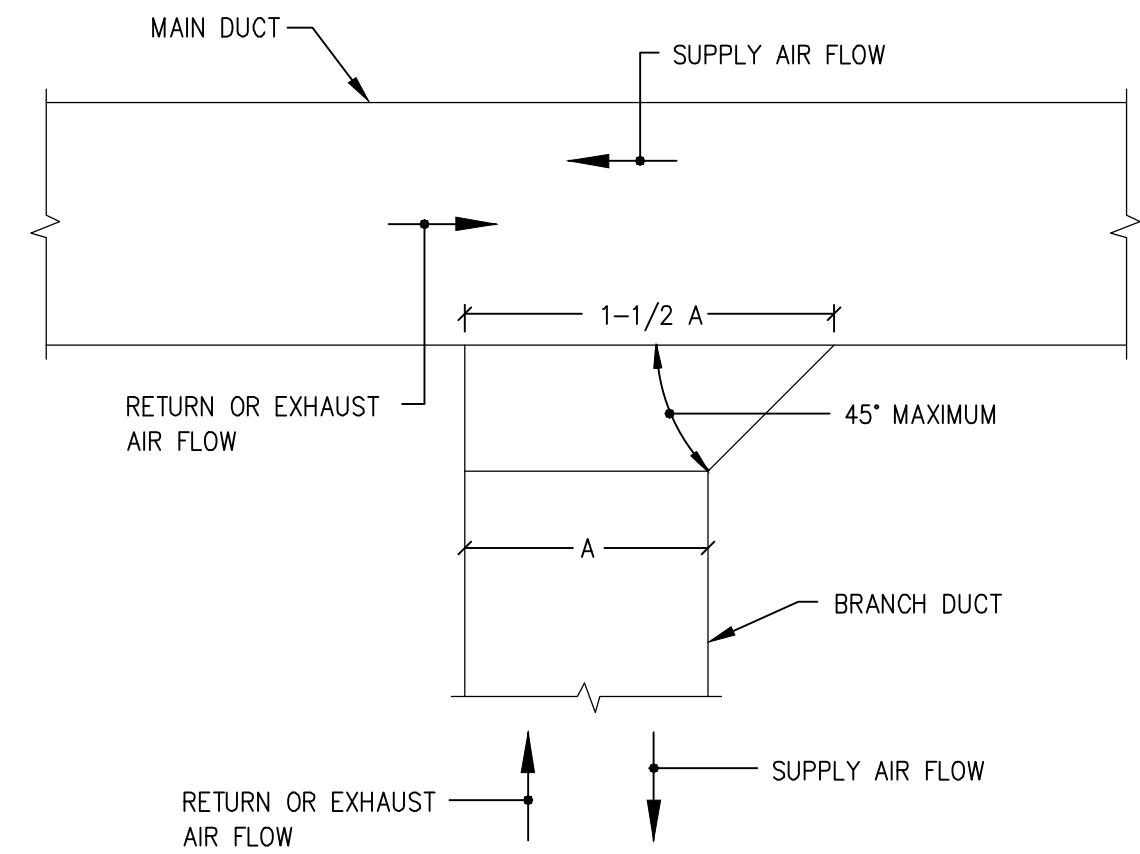 MAIN DUCT
SUPPLY AIR FLOW
1-1/2 A
RETURN OR EXHAUST
AIR FLOW
45° MAXIMUM
A
BRANCH DUCT
SUPPLY AIR FLOW
RETURN OR EXHAUST
AIR FLOW